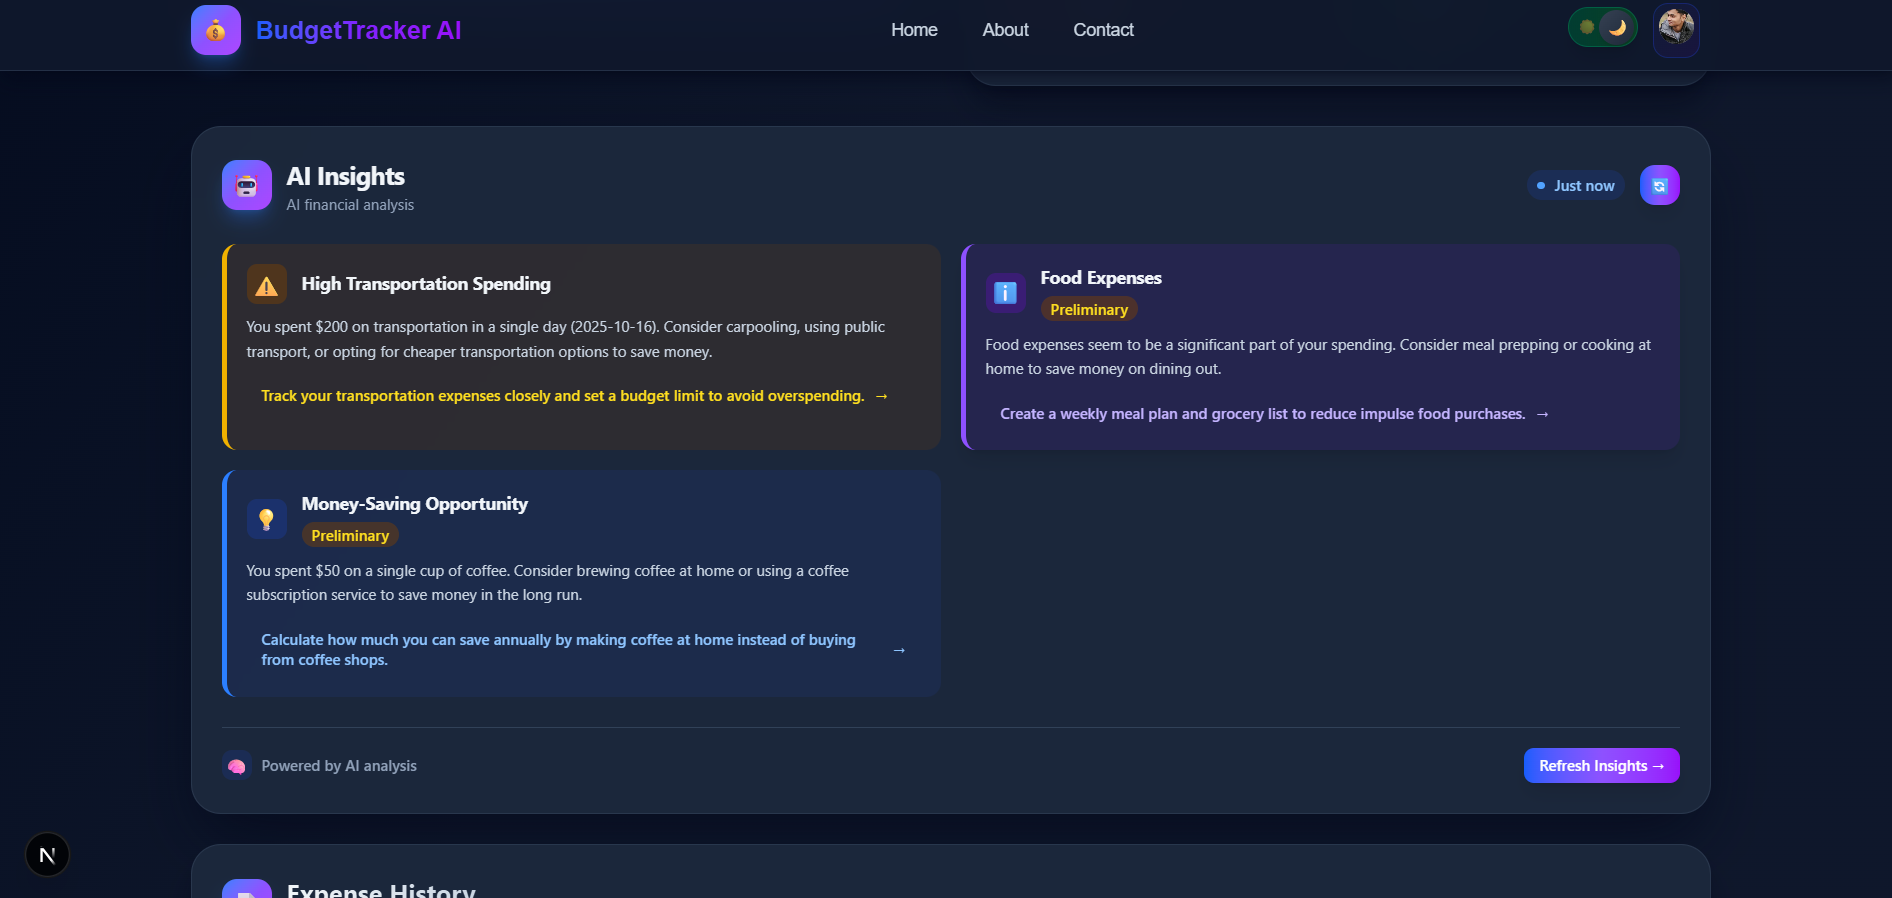 BudgetTracker AI
Home
About
Contact
AI Insights
AI financial analysis
Just now
High Transportation Spending
You spent $200 on transportation in a single day (2025-10-16). Consider carpooling, using public
transport, or opting for cheaper transportation options to save money.
Track your transportation expenses closely and set a budget limit to avoid overspending. →
Food Expenses
Preliminary
Food expenses seem to be a significant part of your spending. Consider meal prepping or cooking at
home to save money on dining out.
Create a weekly meal plan and grocery list to reduce impulse food purchases. →
Money-Saving Opportunity
Preliminary
You spent $50 on a single cup of coffee. Consider brewing coffee at home or using a coffee
subscription service to save money in the long run.
Calculate how much you can save annually by making coffee at home instead of buying
from coffee shops. →
Powered by AI analysis
Refresh Insights →
N
Expense History